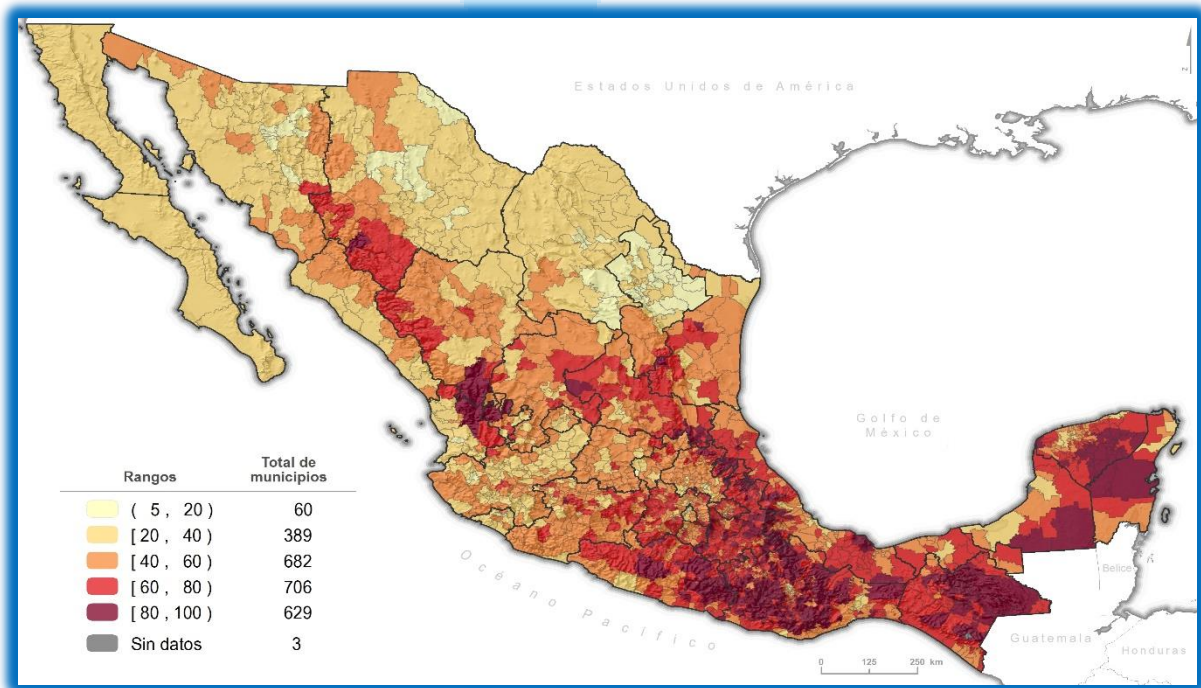 Estados Unidos de América
Golfo de
México
Rangos
Total de
municipios
( 5 , 20 )
60
[ 20 , 40 )
389
[ 40 , 60 )
682
[ 60 , 80 )
706
[ 80 , 100 )
629
Sin datos
3
Océano Pacífico
Belice
Guatemala
Honduras
0 125 250 km